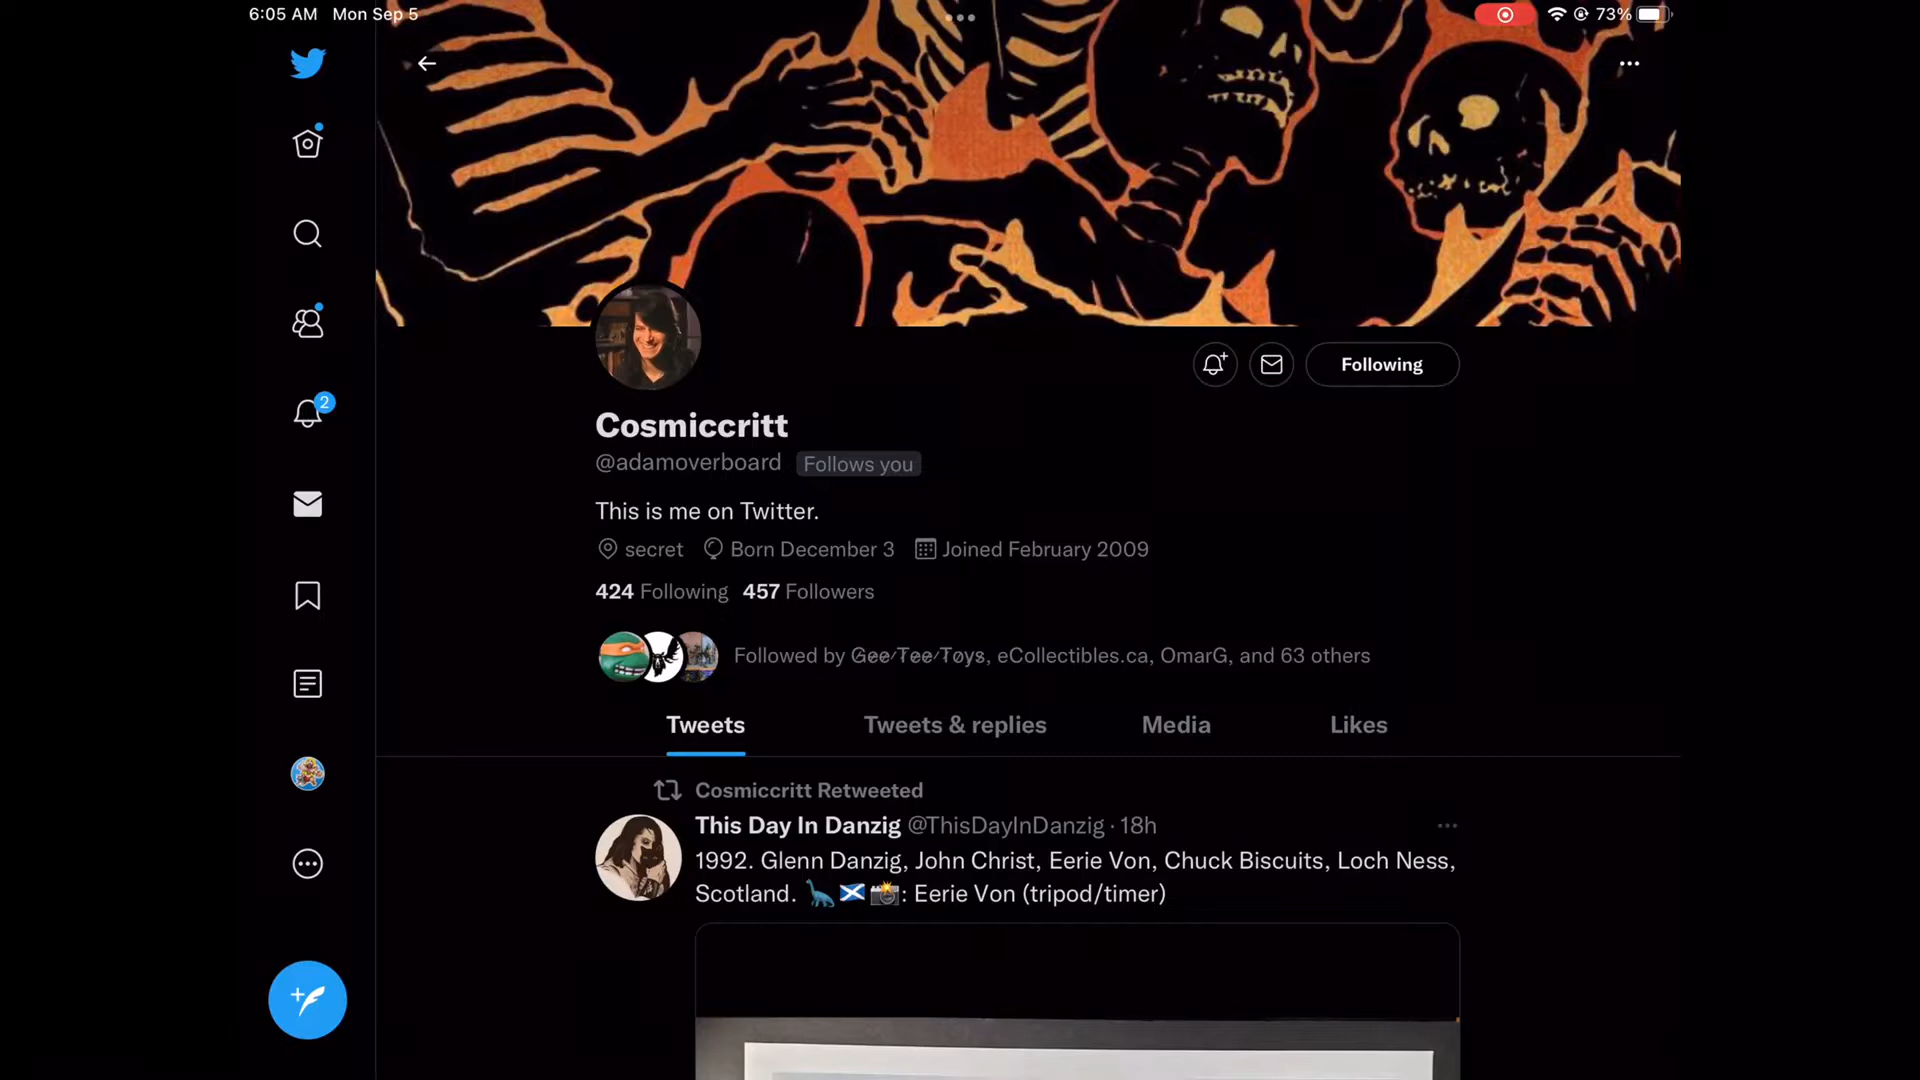 6:05 AM Mon Sep 5
73%
Following
Cosmiccritt
@adamoverboard Follows you
2
This is me on Twitter.
secret Born December 3 Joined February 2009
424 Following 457 Followers
Followed by G̷e̷e̷/T̷e̷e̷/T̷ø̷y̷s̷, eCollectibles.ca, OmarG, and 63 others
Tweets Tweets & replies Media Likes
Cosmiccritt Retweeted
This Day In Danzig @ThisDayInDanzig · 18h
1992. Glenn Danzig, John Christ, Eerie Von, Chuck Biscuits, Loch Ness,
Scotland. 🦕🏴󠁧󠁢󠁳󠁣󠁴󠁿📸: Eerie Von (tripod/timer)